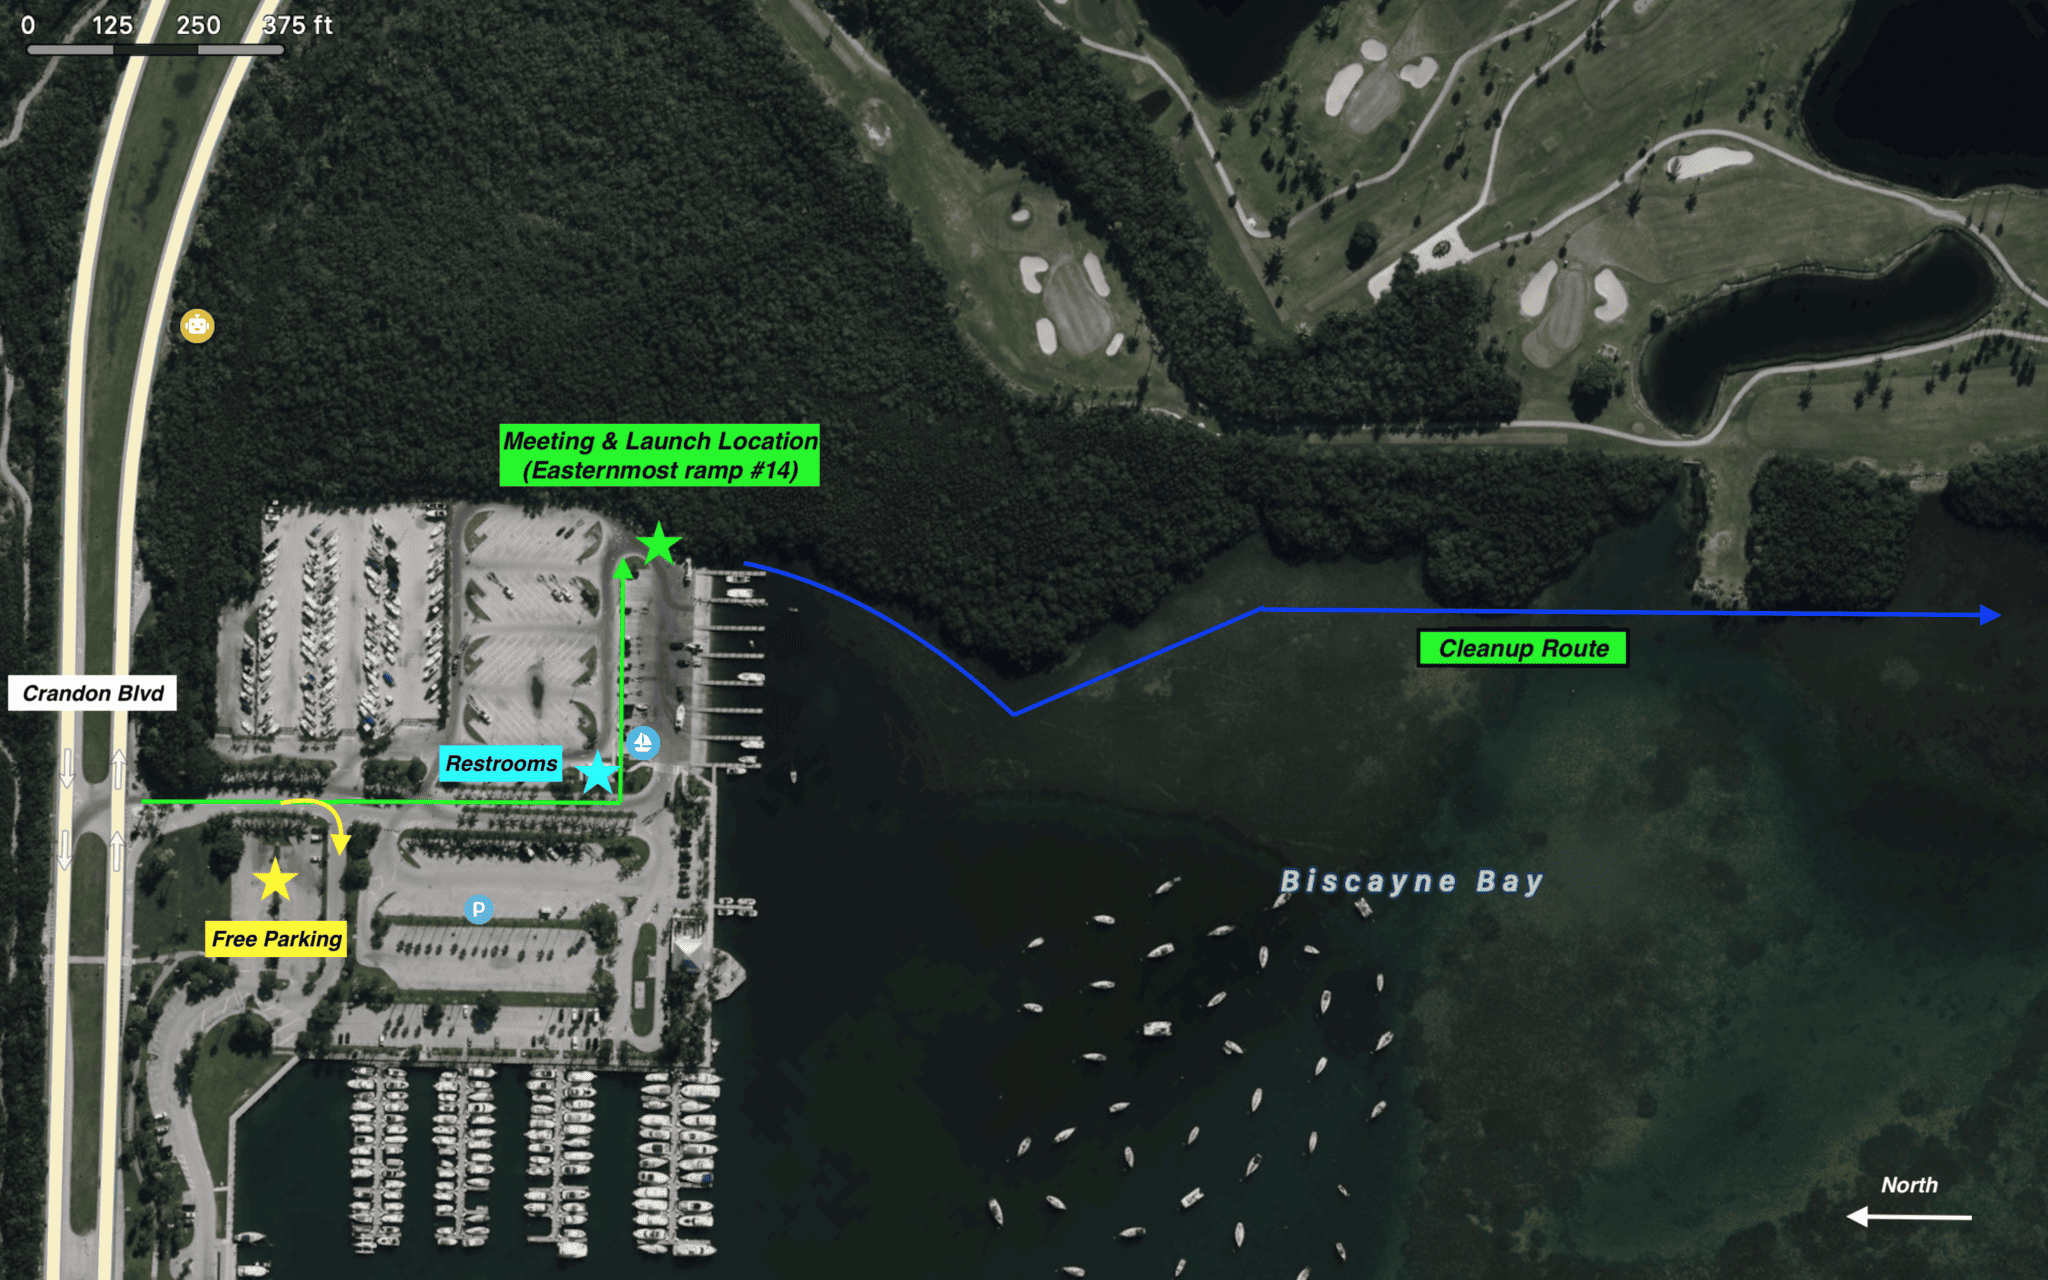 0 125 250 375 ft
Meeting & Launch Location
(Easternmost ramp #14)
Cleanup Route
Crandon Blvd
Restrooms
Biscayne Bay
P
Free Parking
North